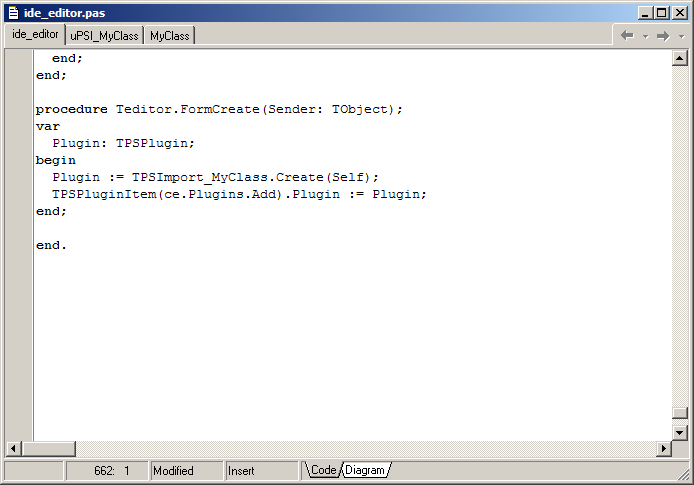 ide_editor.pas
ide_editor uPSI_MyClass MyClass
  end;
end;

procedure Teditor.FormCreate(Sender: TObject);
var
  Plugin: TPSPlugin;
begin
  Plugin := TPSImport_MyClass.Create(Self);
  TPSPluginItem(ce.Plugins.Add).Plugin := Plugin;
end;

end.
662: 1 Modified Insert Code Diagram